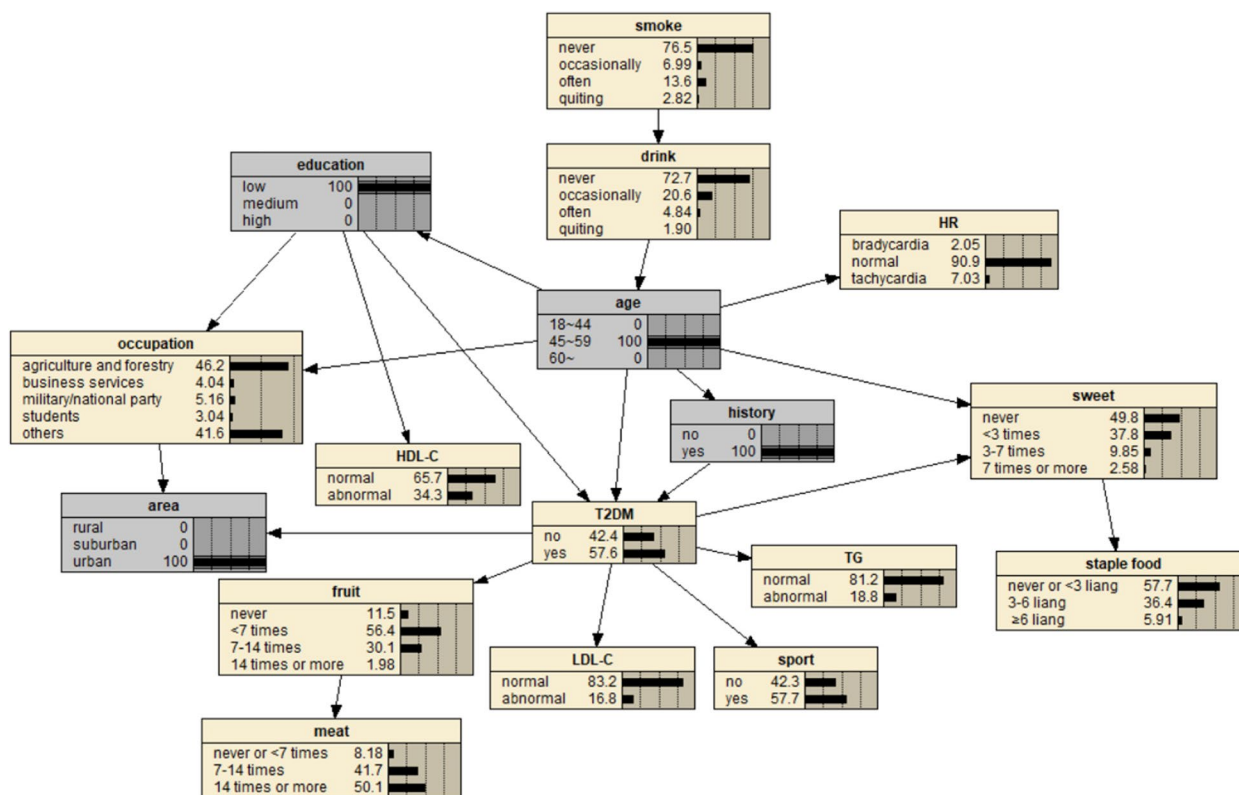 smoke
never 76.5
occasionally 6.99
often 13.6
quiting 2.82
education
low 100
medium 0
high 0
drink
never 72.7
occasionally 20.6
often 4.84
quiting 1.90
HR
bradycardia 2.05
normal 90.9
tachycardia 7.03
age
18~44 0
45~59 100
60~ 0
occupation
agriculture and forestry 46.2
business services 4.04
military/national party 5.16
students 3.04
others 41.6
history
no 0
yes 100
sweet
never 49.8
<3 times 37.8
3-7 times 9.85
7 times or more 2.58
HDL-C
normal 65.7
abnormal 34.3
area
rural 0
suburban 0
urban 100
T2DM
no 42.4
yes 57.6
TG
normal 81.2
abnormal 18.8
staple food
never or <3 liang 57.7
3-6 liang 36.4
≥6 liang 5.91
fruit
never 11.5
<7 times 56.4
7-14 times 30.1
14 times or more 1.98
LDL-C
normal 83.2
abnormal 16.8
sport
no 42.3
yes 57.7
meat
never or <7 times 8.18
7-14 times 41.7
14 times or more 50.1